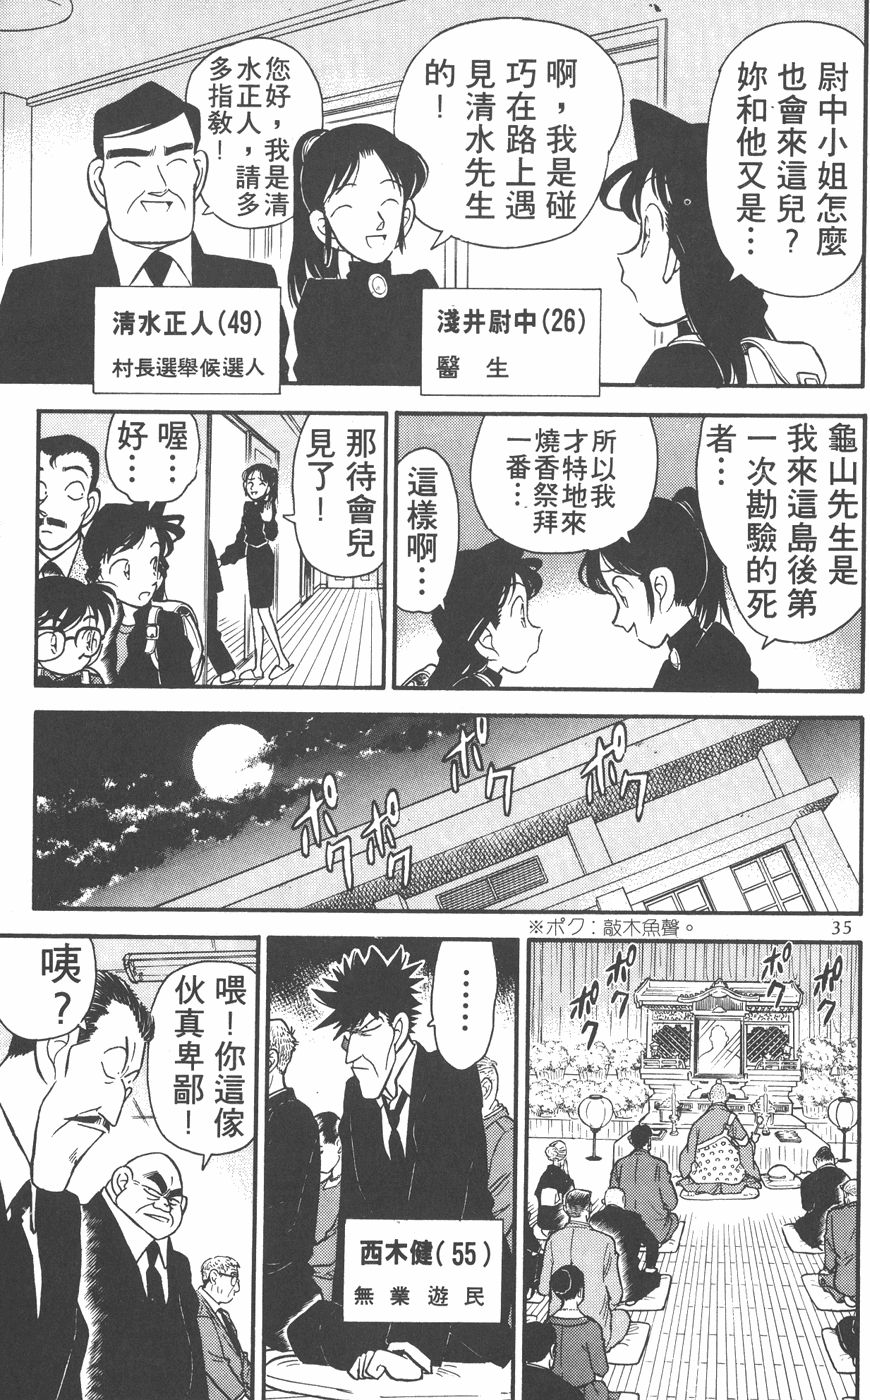 尉中小姐怎麼
也會來這兒?
妳和他又是…
啊，我是碰
巧在路上遇
見清水先生
的!
您好，我是清
水正人，請多
多指教!
淺井尉中(26)
醫 生
清水正人(49)
村長選舉候選人
龜山先生是
我來這島後第
一次勘驗的死
者…
所以我
才特地來
燒香祭拜
一番…
這樣啊…
那待會兒
見了!
喔…
好…
ポク
ポク
ポク
ポク
※ポク:敲木魚聲。
35
ポク
ポク
……
西木健(55)
無業遊民
喂!你這傢
伙真卑鄙!
咦?